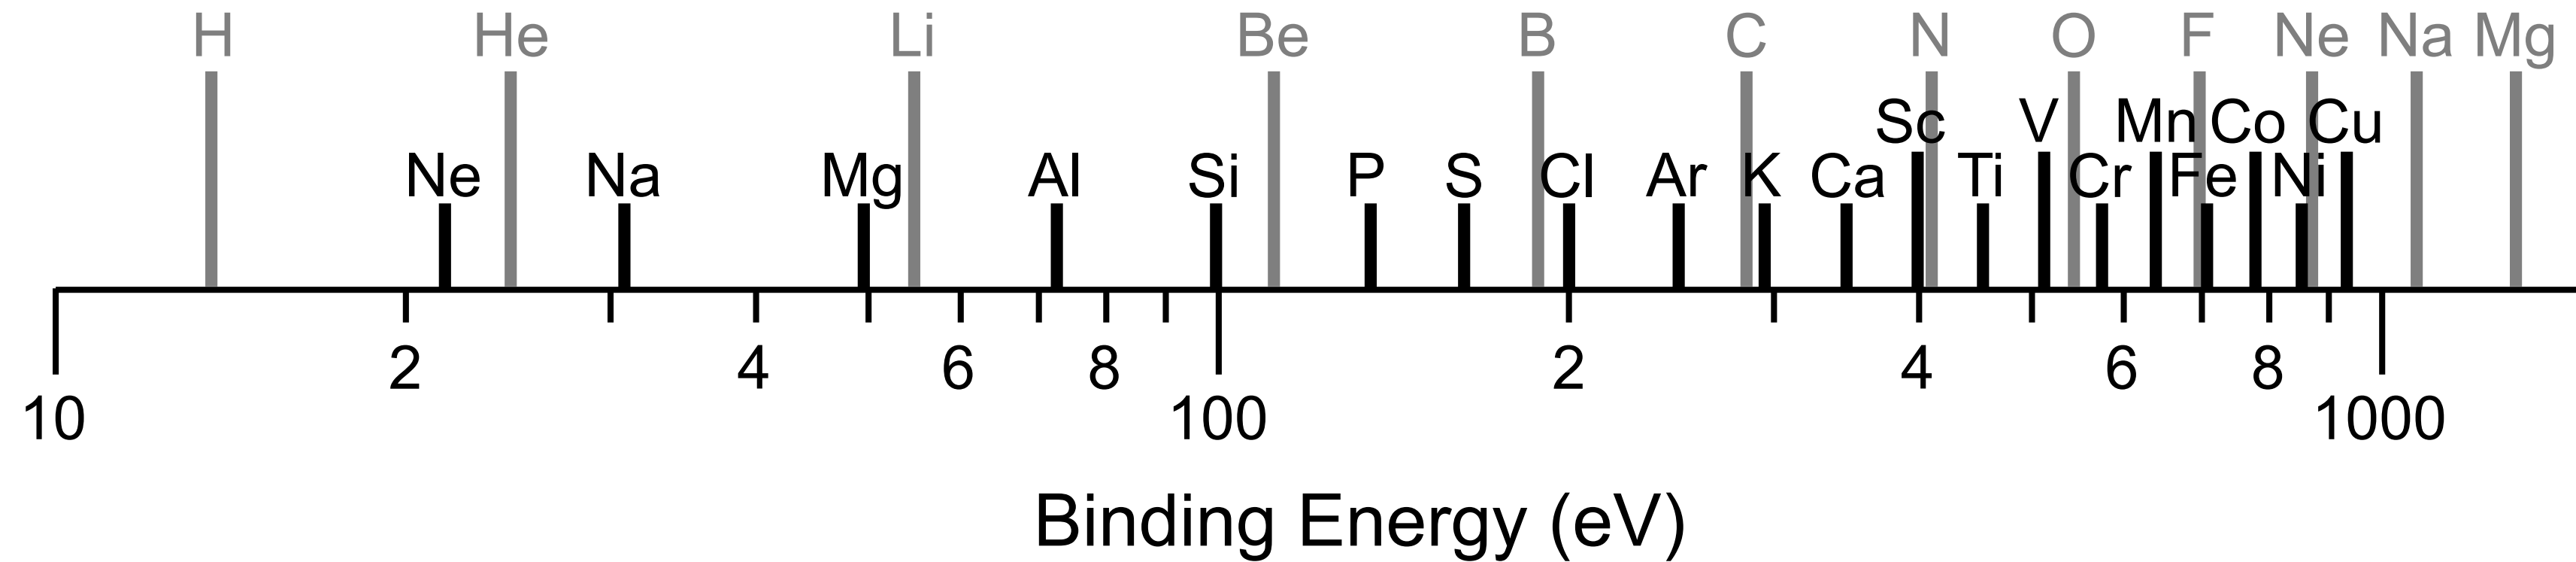 H He Li Be B C N O F Ne Na Mg
Sc V Mn Co Cu
Ne Na Mg Al Si P S Cl Ar K Ca Ti Cr Fe Ni
2 4 6 8 2 4 6 8
10 100 1000
Binding Energy (eV)